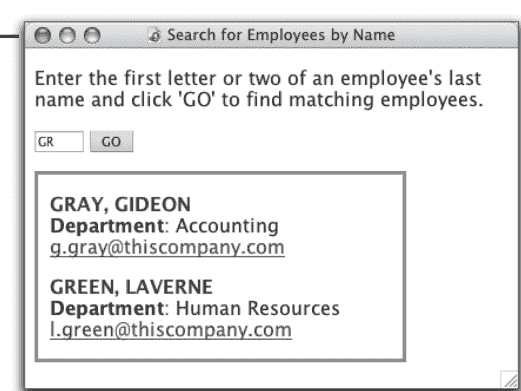 Search for Employees by Name
Enter the first letter or two of an employee's last
name and click 'GO' to find matching employees.
GR GO
GRAY, GIDEON
Department: Accounting
g.gray@thiscompany.com
GREEN, LAVERNE
Department: Human Resources
l.green@thiscompany.com